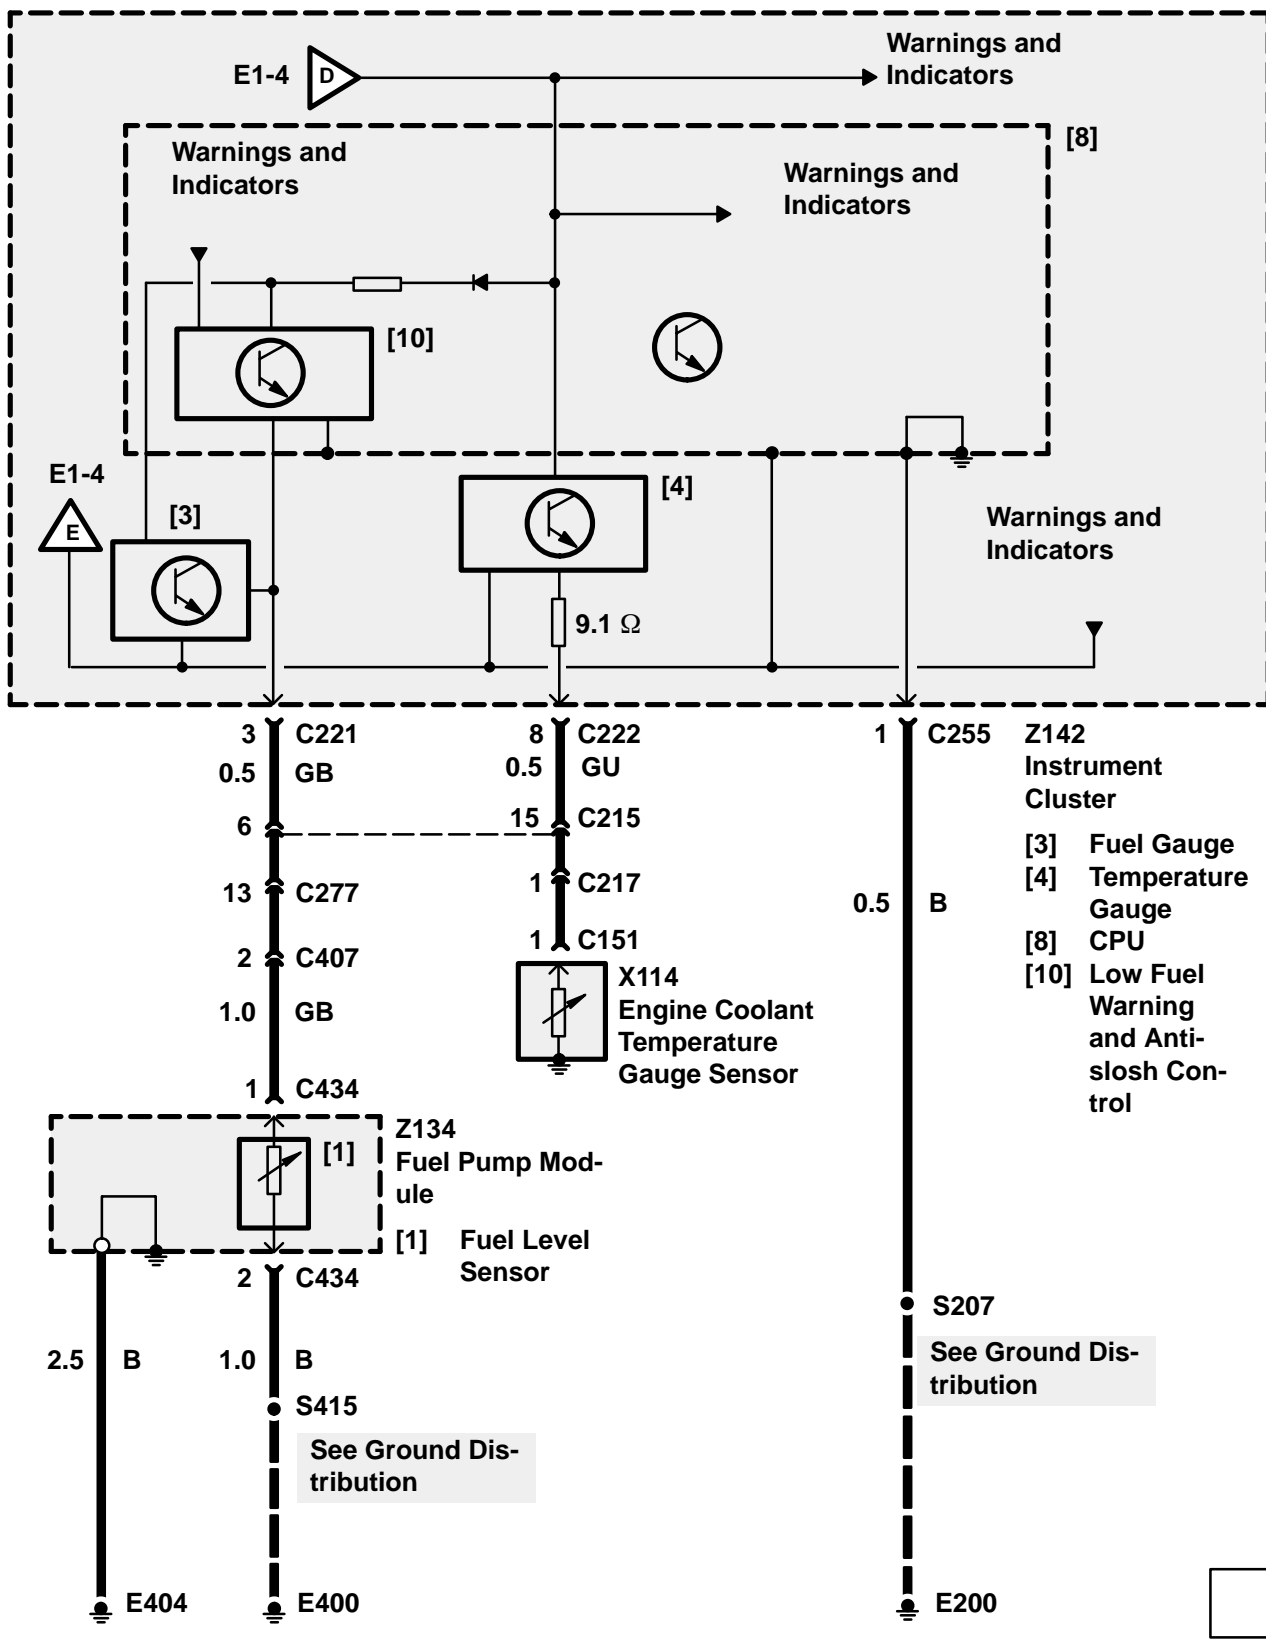 Warnings and
Indicators
E1-4
D
[8]
Warnings and
Indicators
Warnings and
Indicators
[10]
E1-4
E
[3]
[4]
Warnings and
Indicators
9.1 Ω
3 C221
8 C222
1 C255
Z142
Instrument
Cluster
0.5 GB
0.5 GU
6
15 C215
[3] Fuel Gauge
[4] Temperature
Gauge
[8] CPU
[10] Low Fuel
Warning
and Anti-
slosh Con-
trol
13 C277
1 C217
0.5 B
2 C407
1 C151
X114
Engine Coolant
Temperature
Gauge Sensor
1.0 GB
1 C434
Z134
Fuel Pump Mod-
ule
[1]
[1] Fuel Level
Sensor
2 C434
S207
See Ground Dis-
tribution
2.5 B
1.0 B
S415
See Ground Dis-
tribution
E404
E400
E200